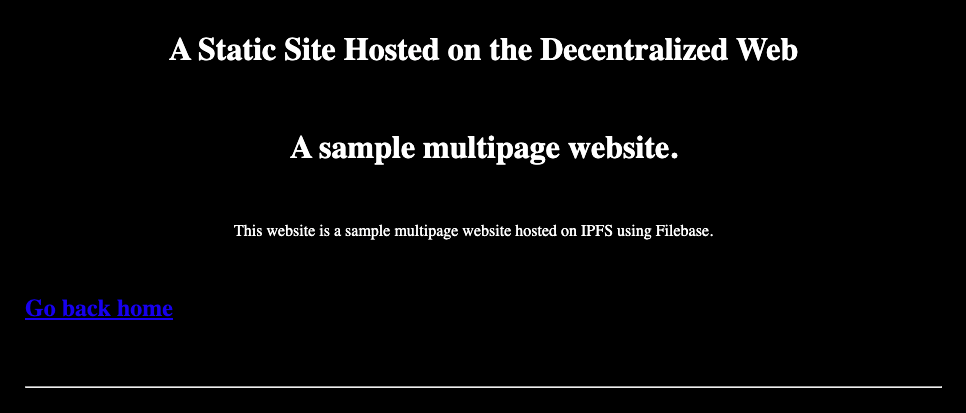 A Static Site Hosted on the Decentralized Web
A sample multipage website.
This website is a sample multipage website hosted on IPFS using Filebase.
Go back home